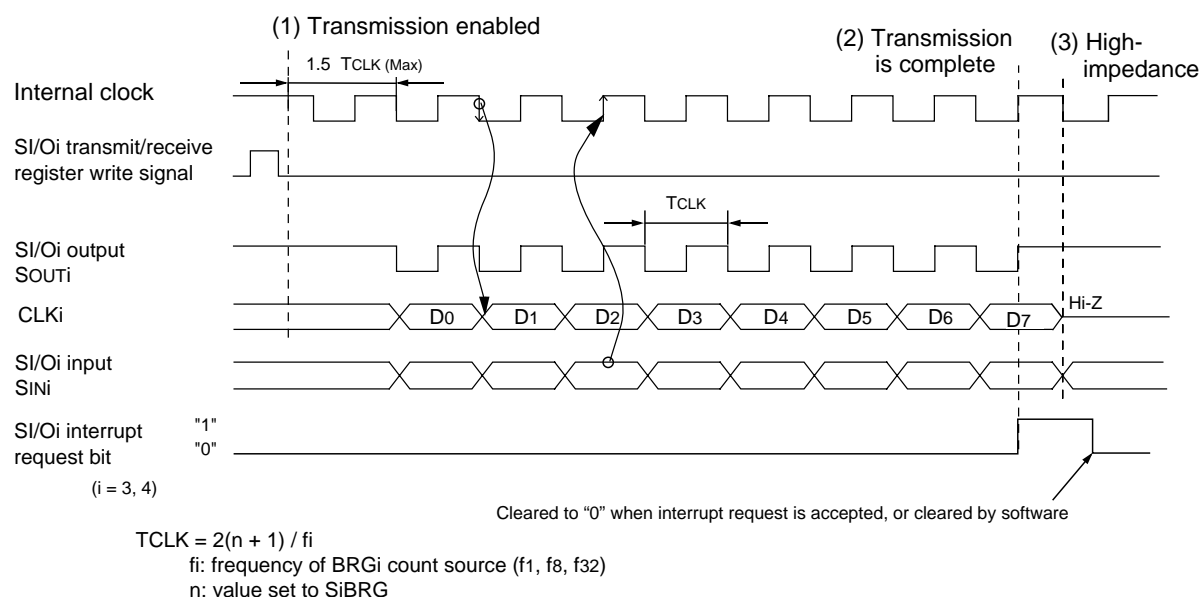 (1) Transmission enabled
(2) Transmission
is complete
(3) High-
impedance
1.5 TCLK (Max)
Internal clock
SI/Oi transmit/receive
register write signal
TCLK
SI/Oi output
SOUTi
CLKi
D0 D1 D2 D3 D4 D5 D6 D7 Hi-Z
SI/Oi input
SINi
SI/Oi interrupt
request bit
"1"
"0"
(i = 3, 4)
Cleared to “0” when interrupt request is accepted, or cleared by software
TCLK = 2(n + 1) / fi
fi: frequency of BRGi count source (f1, f8, f32)
n: value set to SiBRG